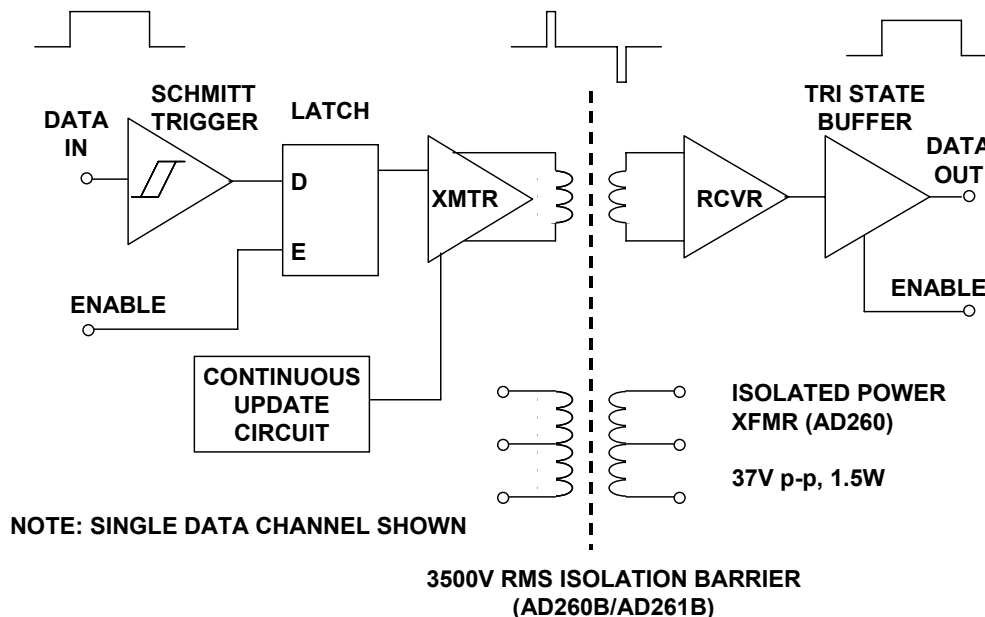 SCHMITT
TRIGGER
LATCH
TRI STATE
BUFFER
DATA
IN
DATA
OUT
D
XMTR
RCVR
E
ENABLE
ENABLE
CONTINUOUS
UPDATE
CIRCUIT
ISOLATED POWER
XFMR (AD260)
37V p-p, 1.5W
NOTE: SINGLE DATA CHANNEL SHOWN
3500V RMS ISOLATION BARRIER
(AD260B/AD261B)